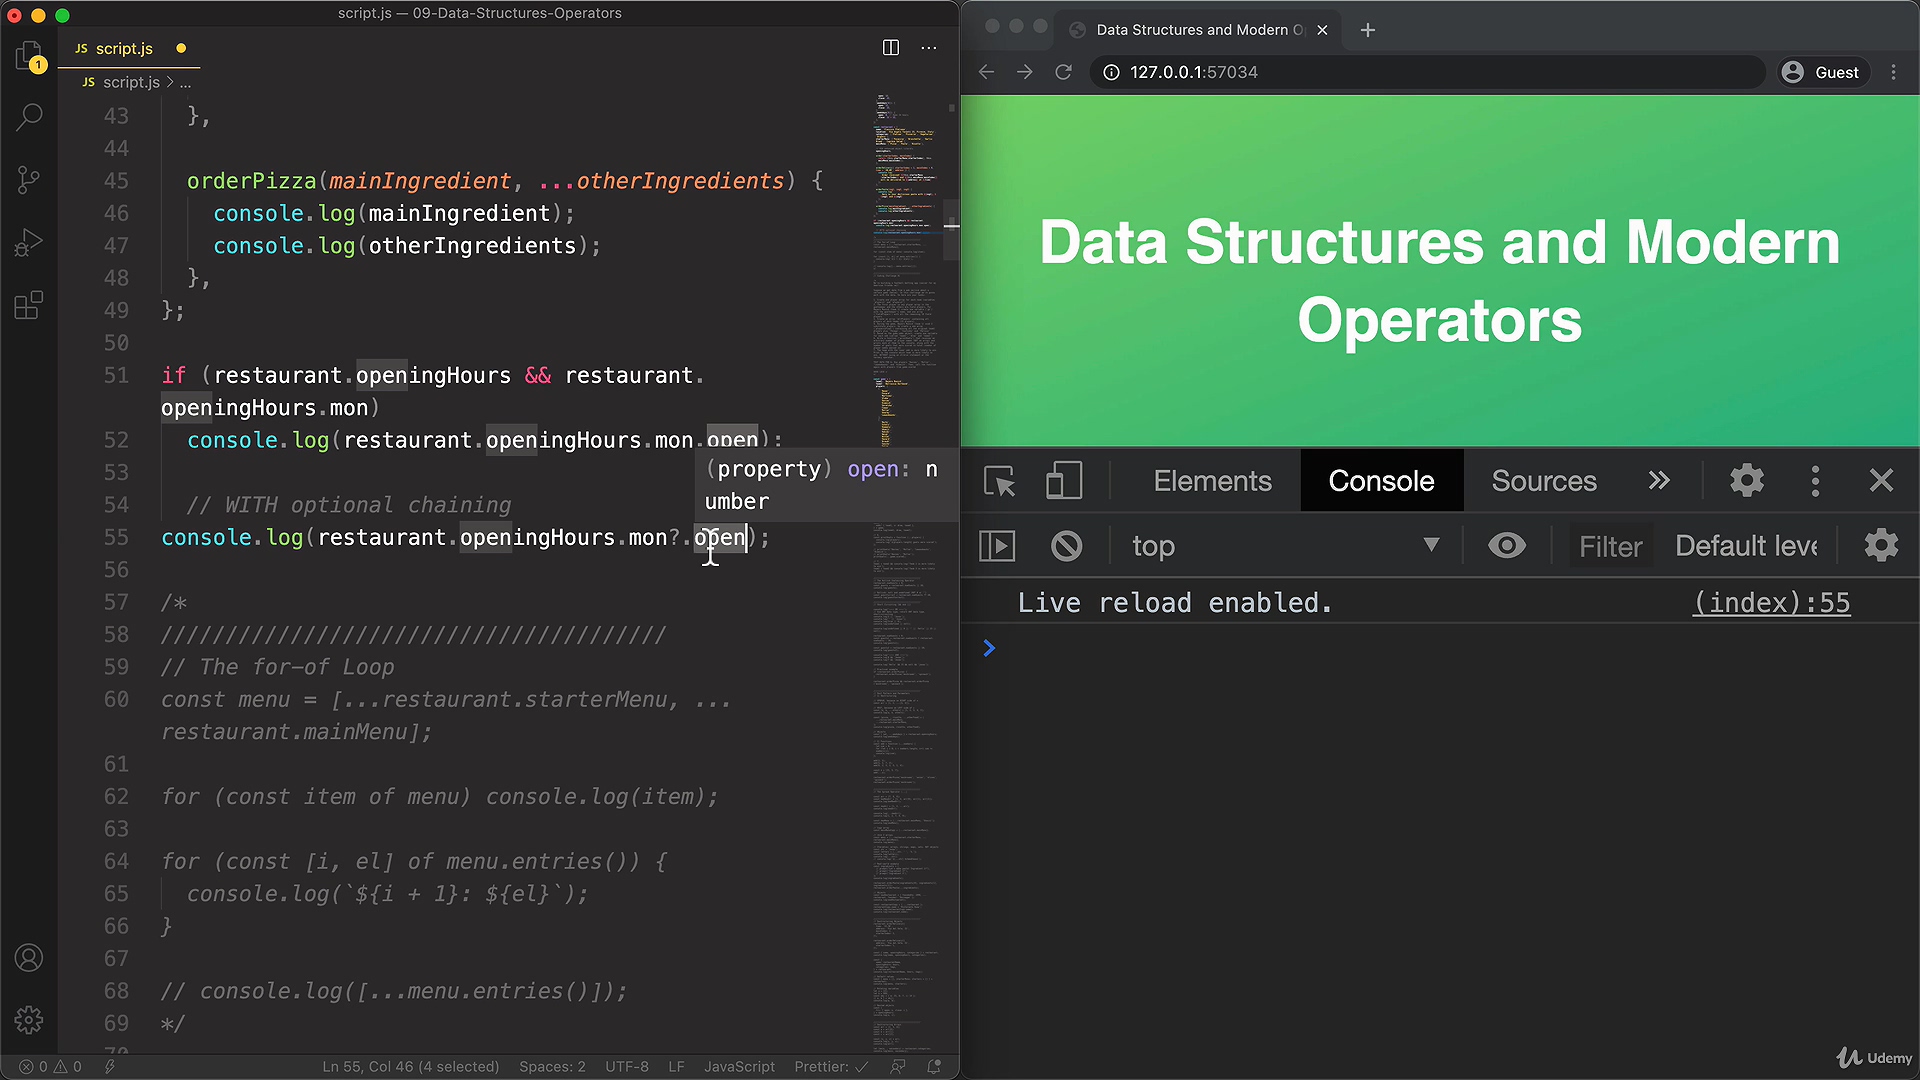 script.js — 09-Data-Structures-Operators
JS script.js
JS script.js > ...
1
43 },
44
45 orderPizza(mainIngredient, ...otherIngredients) {
46 console.log(mainIngredient);
47 console.log(otherIngredients);
48 },
49 };
50
51 if (restaurant.openingHours && restaurant.
openingHours.mon)
52 console.log(restaurant.openingHours.mon.open);
(property) open: n
umber
53
54 // WITH optional chaining
55 console.log(restaurant.openingHours.mon?.open);
56
57 /*
58 ///////////////////////////////////////
59 // The for-of Loop
60 const menu = [...restaurant.starterMenu, ...
restaurant.mainMenu];
61
62 for (const item of menu) console.log(item);
63
64 for (const [i, el] of menu.entries()) {
65 console.log(`${i + 1}: ${el}`);
66 }
67
68 // console.log([...menu.entries()]);
69 */
70
0 0 Ln 55, Col 46 (4 selected) Spaces: 2 UTF-8 LF JavaScript Prettier: ✓
Data Structures and Modern O
127.0.0.1:57034 Guest
Data Structures and Modern
Operators
Elements Console Sources »
top Filter Default leve
Live reload enabled. (index):55
Udemy